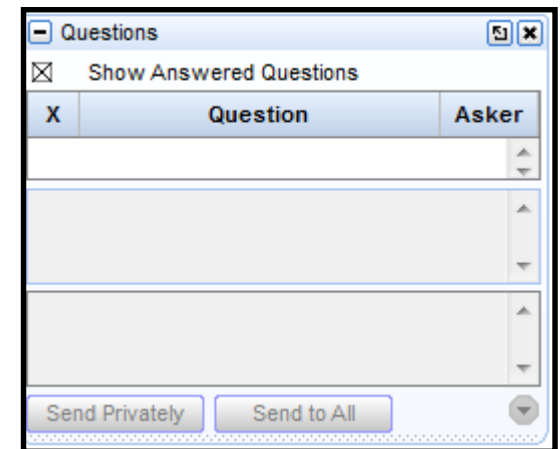 Questions
Show Answered Questions
X Question Asker
Send Privately Send to All